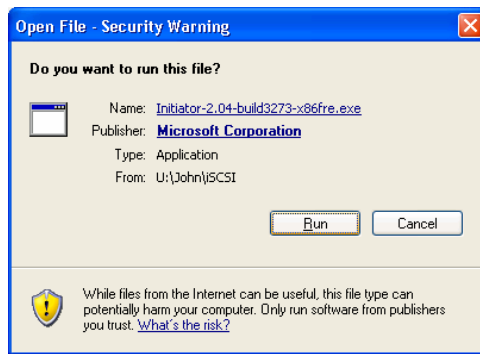 Open File - Security Warning
Do you want to run this file?
Name: Initiator-2.04-build3273-x86fre.exe
Publisher: Microsoft Corporation
Type: Application
From: U:\John\iSCSI
Run Cancel
While files from the Internet can be useful, this file type can
potentially harm your computer. Only run software from publishers
you trust. What's the risk?